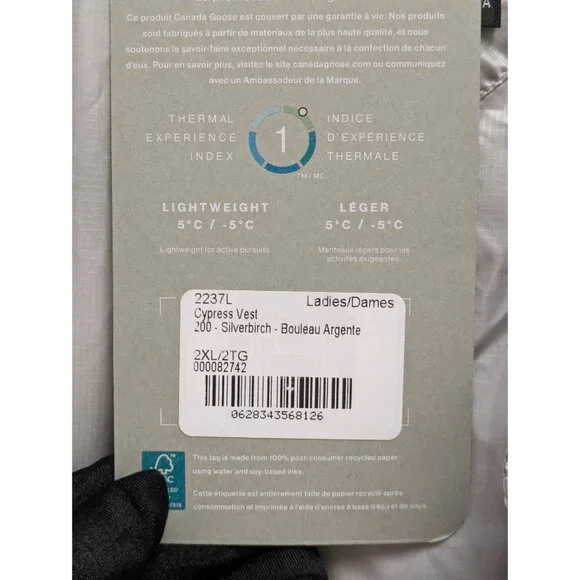 Ce produit Canada Goose est couvert par une garantie à vie. Nos produits
sont fabriqués à partir de matériaux de la plus haute qualité, et nous
soutenons le savoir-faire exceptionnel nécessaire à la confection de chacun
d'eux. Pour en savoir plus, visitez le site canadagoose.com ou communiquez
avec un Ambassadeur de la Marque.
THERMAL
EXPERIENCE
INDEX
1
TM/MC
INDICE
D'EXPÉRIENCE
THERMALE
LIGHTWEIGHT
5°C / -5°C
Lightweight for active pursuits
LÉGER
5°C / -5°C
Manteaux légers pour les
activités exigeantes
2237L Ladies/Dames
Cypress Vest
200 - Silverbirch - Bouleau Argente
2XL/2TG
000082742
0628343568126
This tag is made from 100% post-consumer recycled paper
using water and soy-based inks.
Cette étiquette est entièrement faite de papier recyclé après
consommation et imprimée à l'aide d'encres à base d'eau et de soya.
A